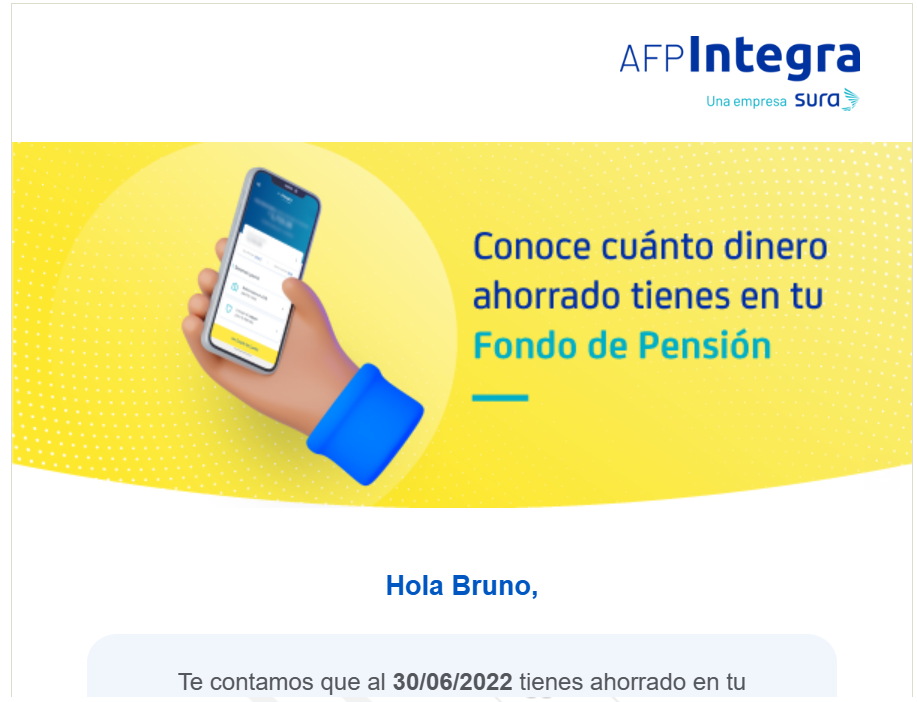 AFP Integra
Una empresa sura
Conoce cuánto dinero
ahorrado tienes en tu
Fondo de Pensión
Hola Bruno,
Te contamos que al 30/06/2022 tienes ahorrado en tu